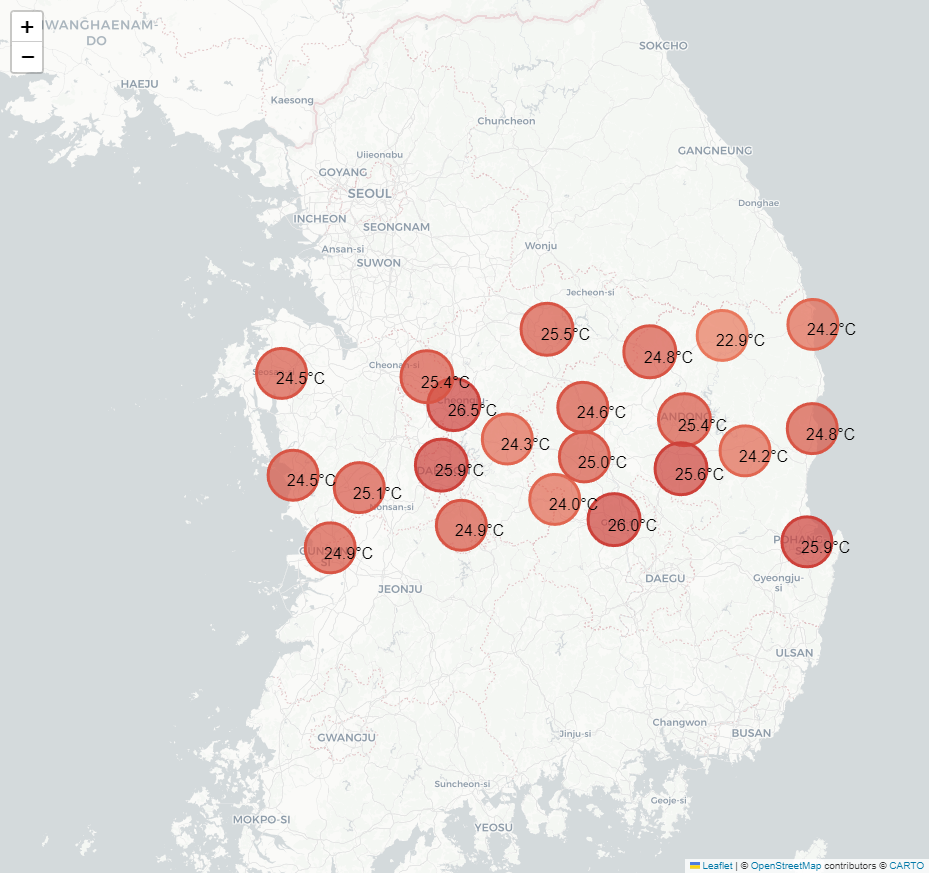 +
−
HWANGHAENAM-
DO
SOKCHO
HAEJU
Kaesong
Chuncheon
GANGNEUNG
Uijeongbu
GOYANG
SEOUL
Donghae
INCHEON
SEONGNAM
Ansan-si
Wonju
SUWON
Jecheon-si
25.5°C
24.2°C
22.9°C
24.8°C
Cheonan-si
24.5°C
25.4°C
26.5°C
24.6°C
ANDONG
25.4°C
24.8°C
24.3°C
24.2°C
25.0°C
25.9°C
25.6°C
24.5°C
25.1°C
24.0°C
Nonsan-si
24.9°C
26.0°C
24.9°C
SI
25.9°C
DAEGU
Gyeongju-
si
JEONJU
ULSAN
Changwon
BUSAN
GWANGJU
Jinju-si
Suncheon-si
Geoje-si
MOKPO-SI
YEOSU
Leaflet | © OpenStreetMap contributors © CARTO